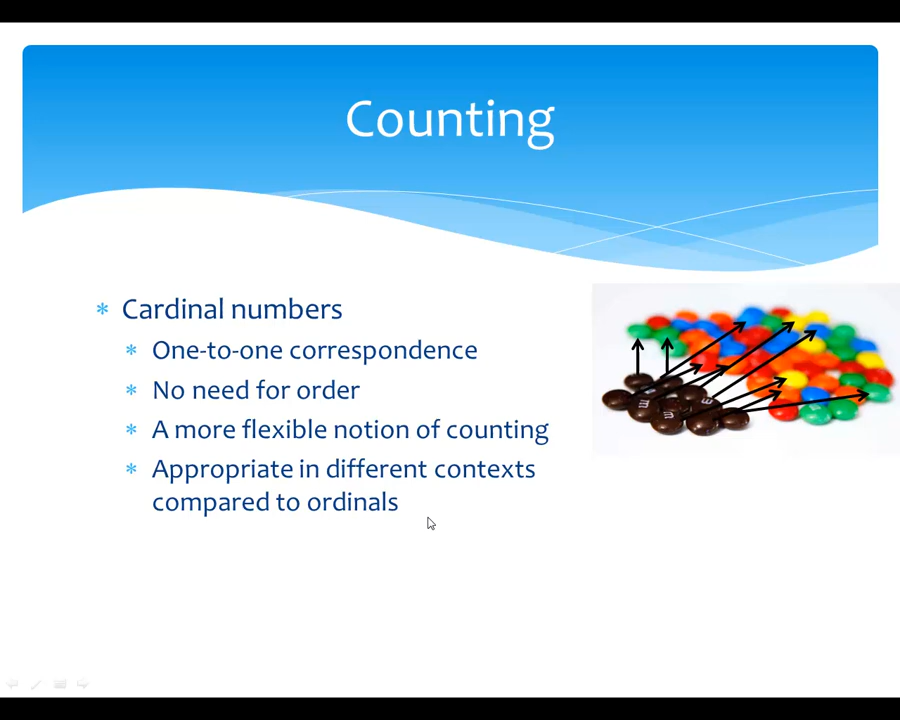 Counting
* Cardinal numbers
* One-to-one correspondence
* No need for order
* A more flexible notion of counting
* Appropriate in different contexts
compared to ordinals
m
m
m